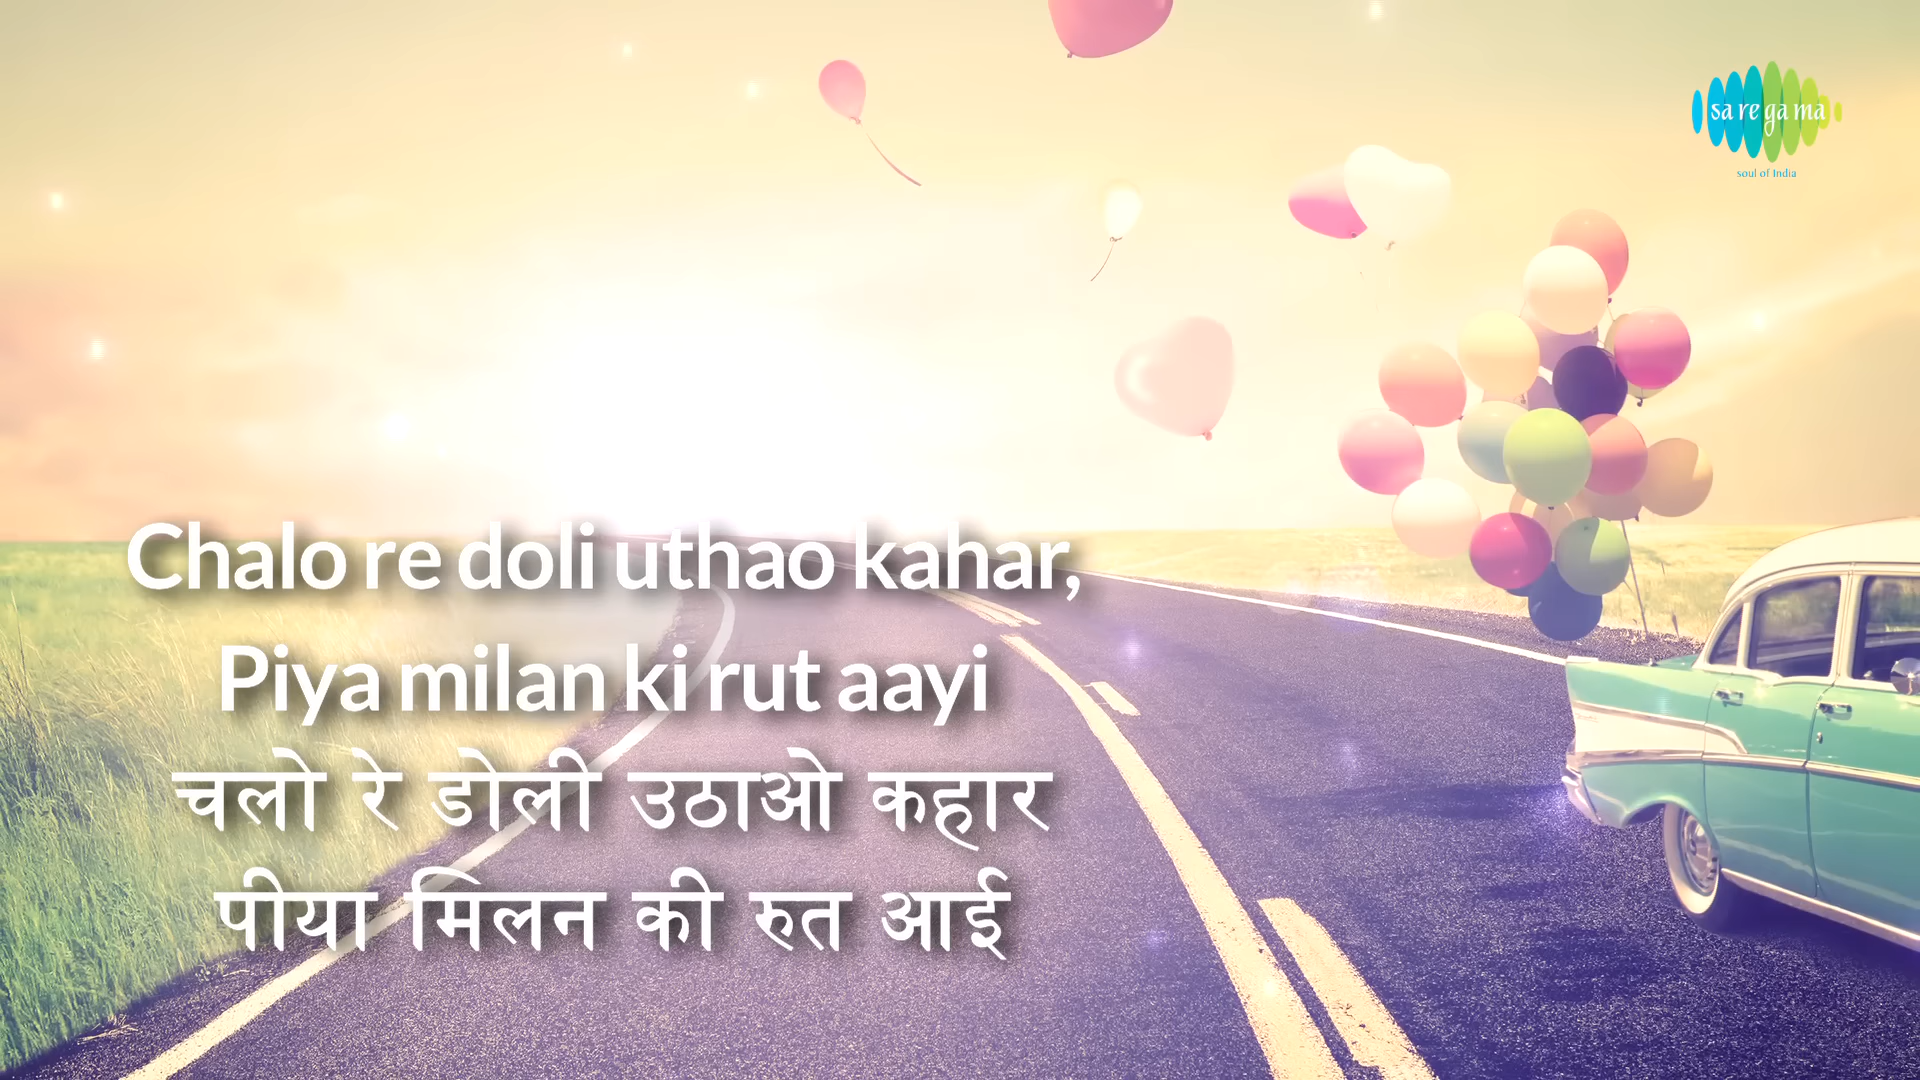 sa re ga ma
soul of India
Chalo re doli uthao kahar,
Piya milan ki rut aayi
चलो रे डोली उठाओ कहार
पीया मिलन की रुत आई